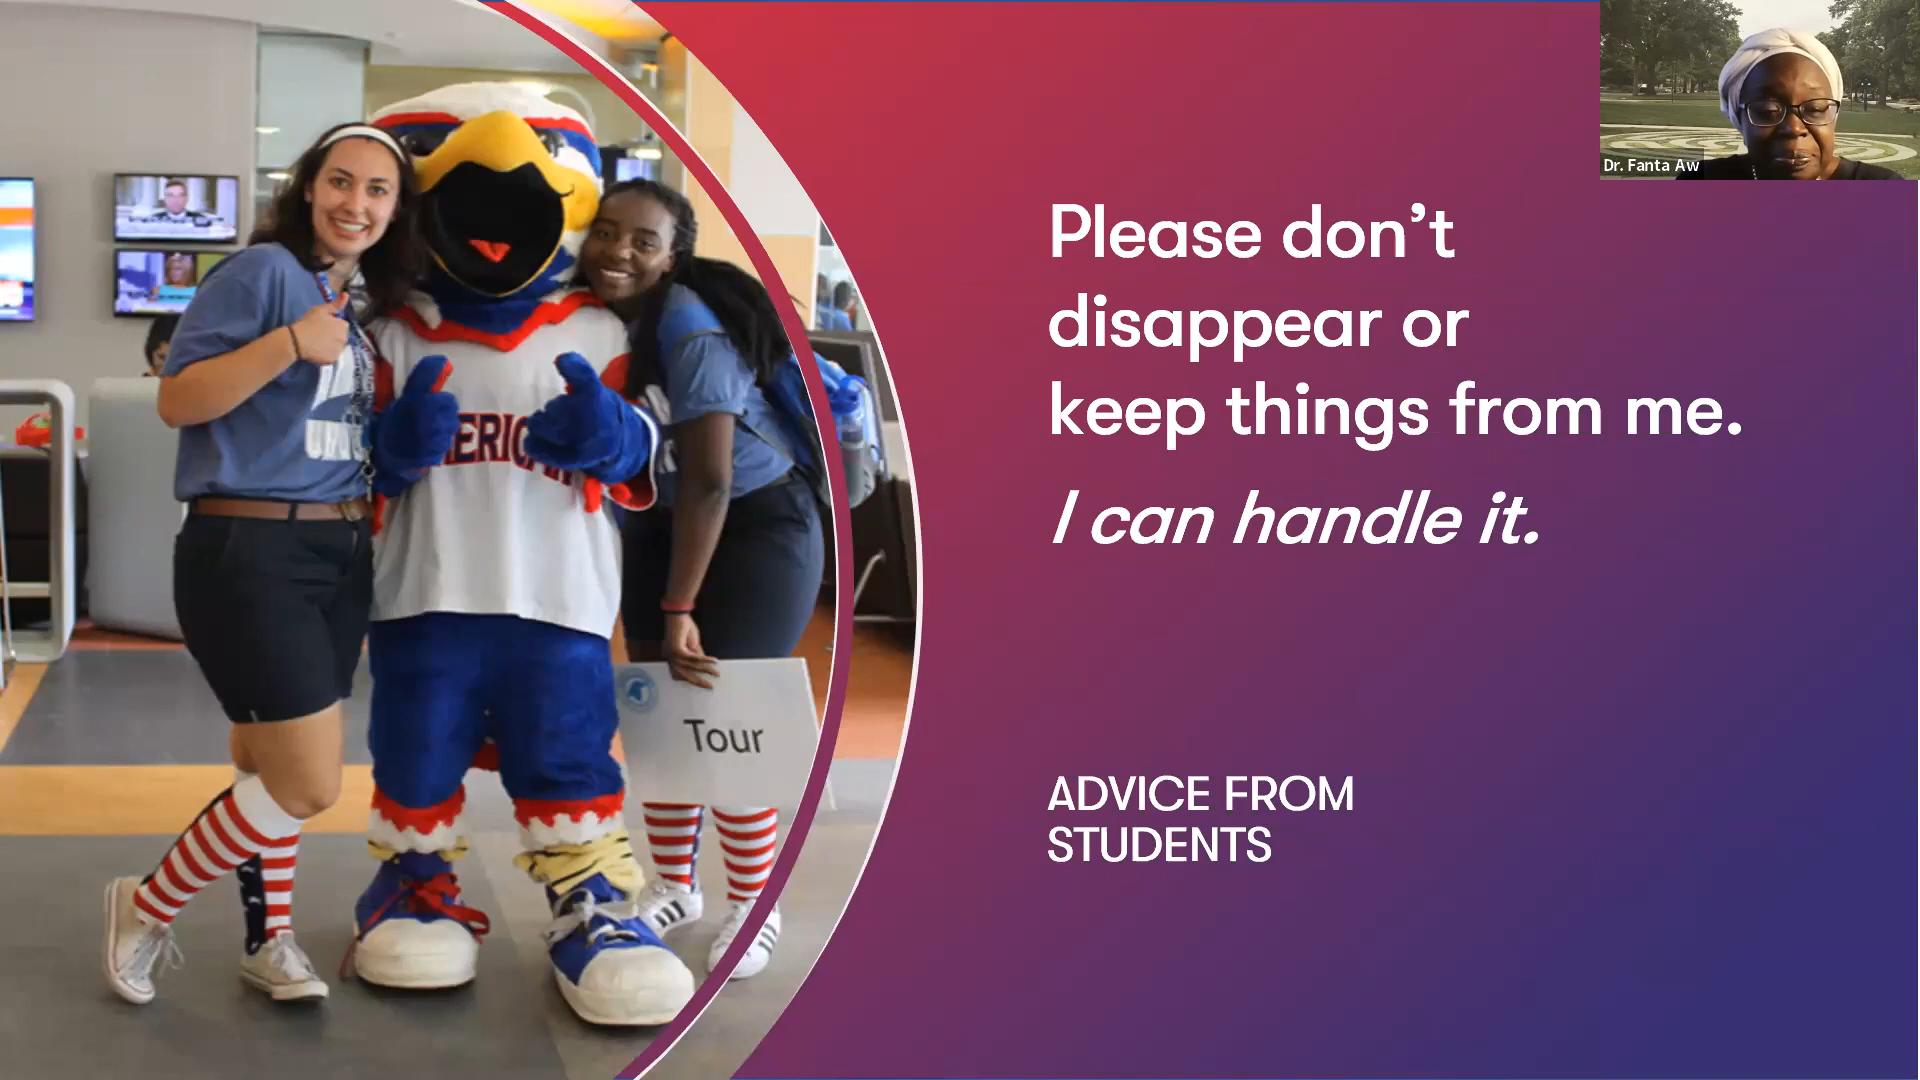 Dr. Fanta Aw
Please don’t
disappear or
keep things from me.
I can handle it.
ADVICE FROM
STUDENTS
Tour